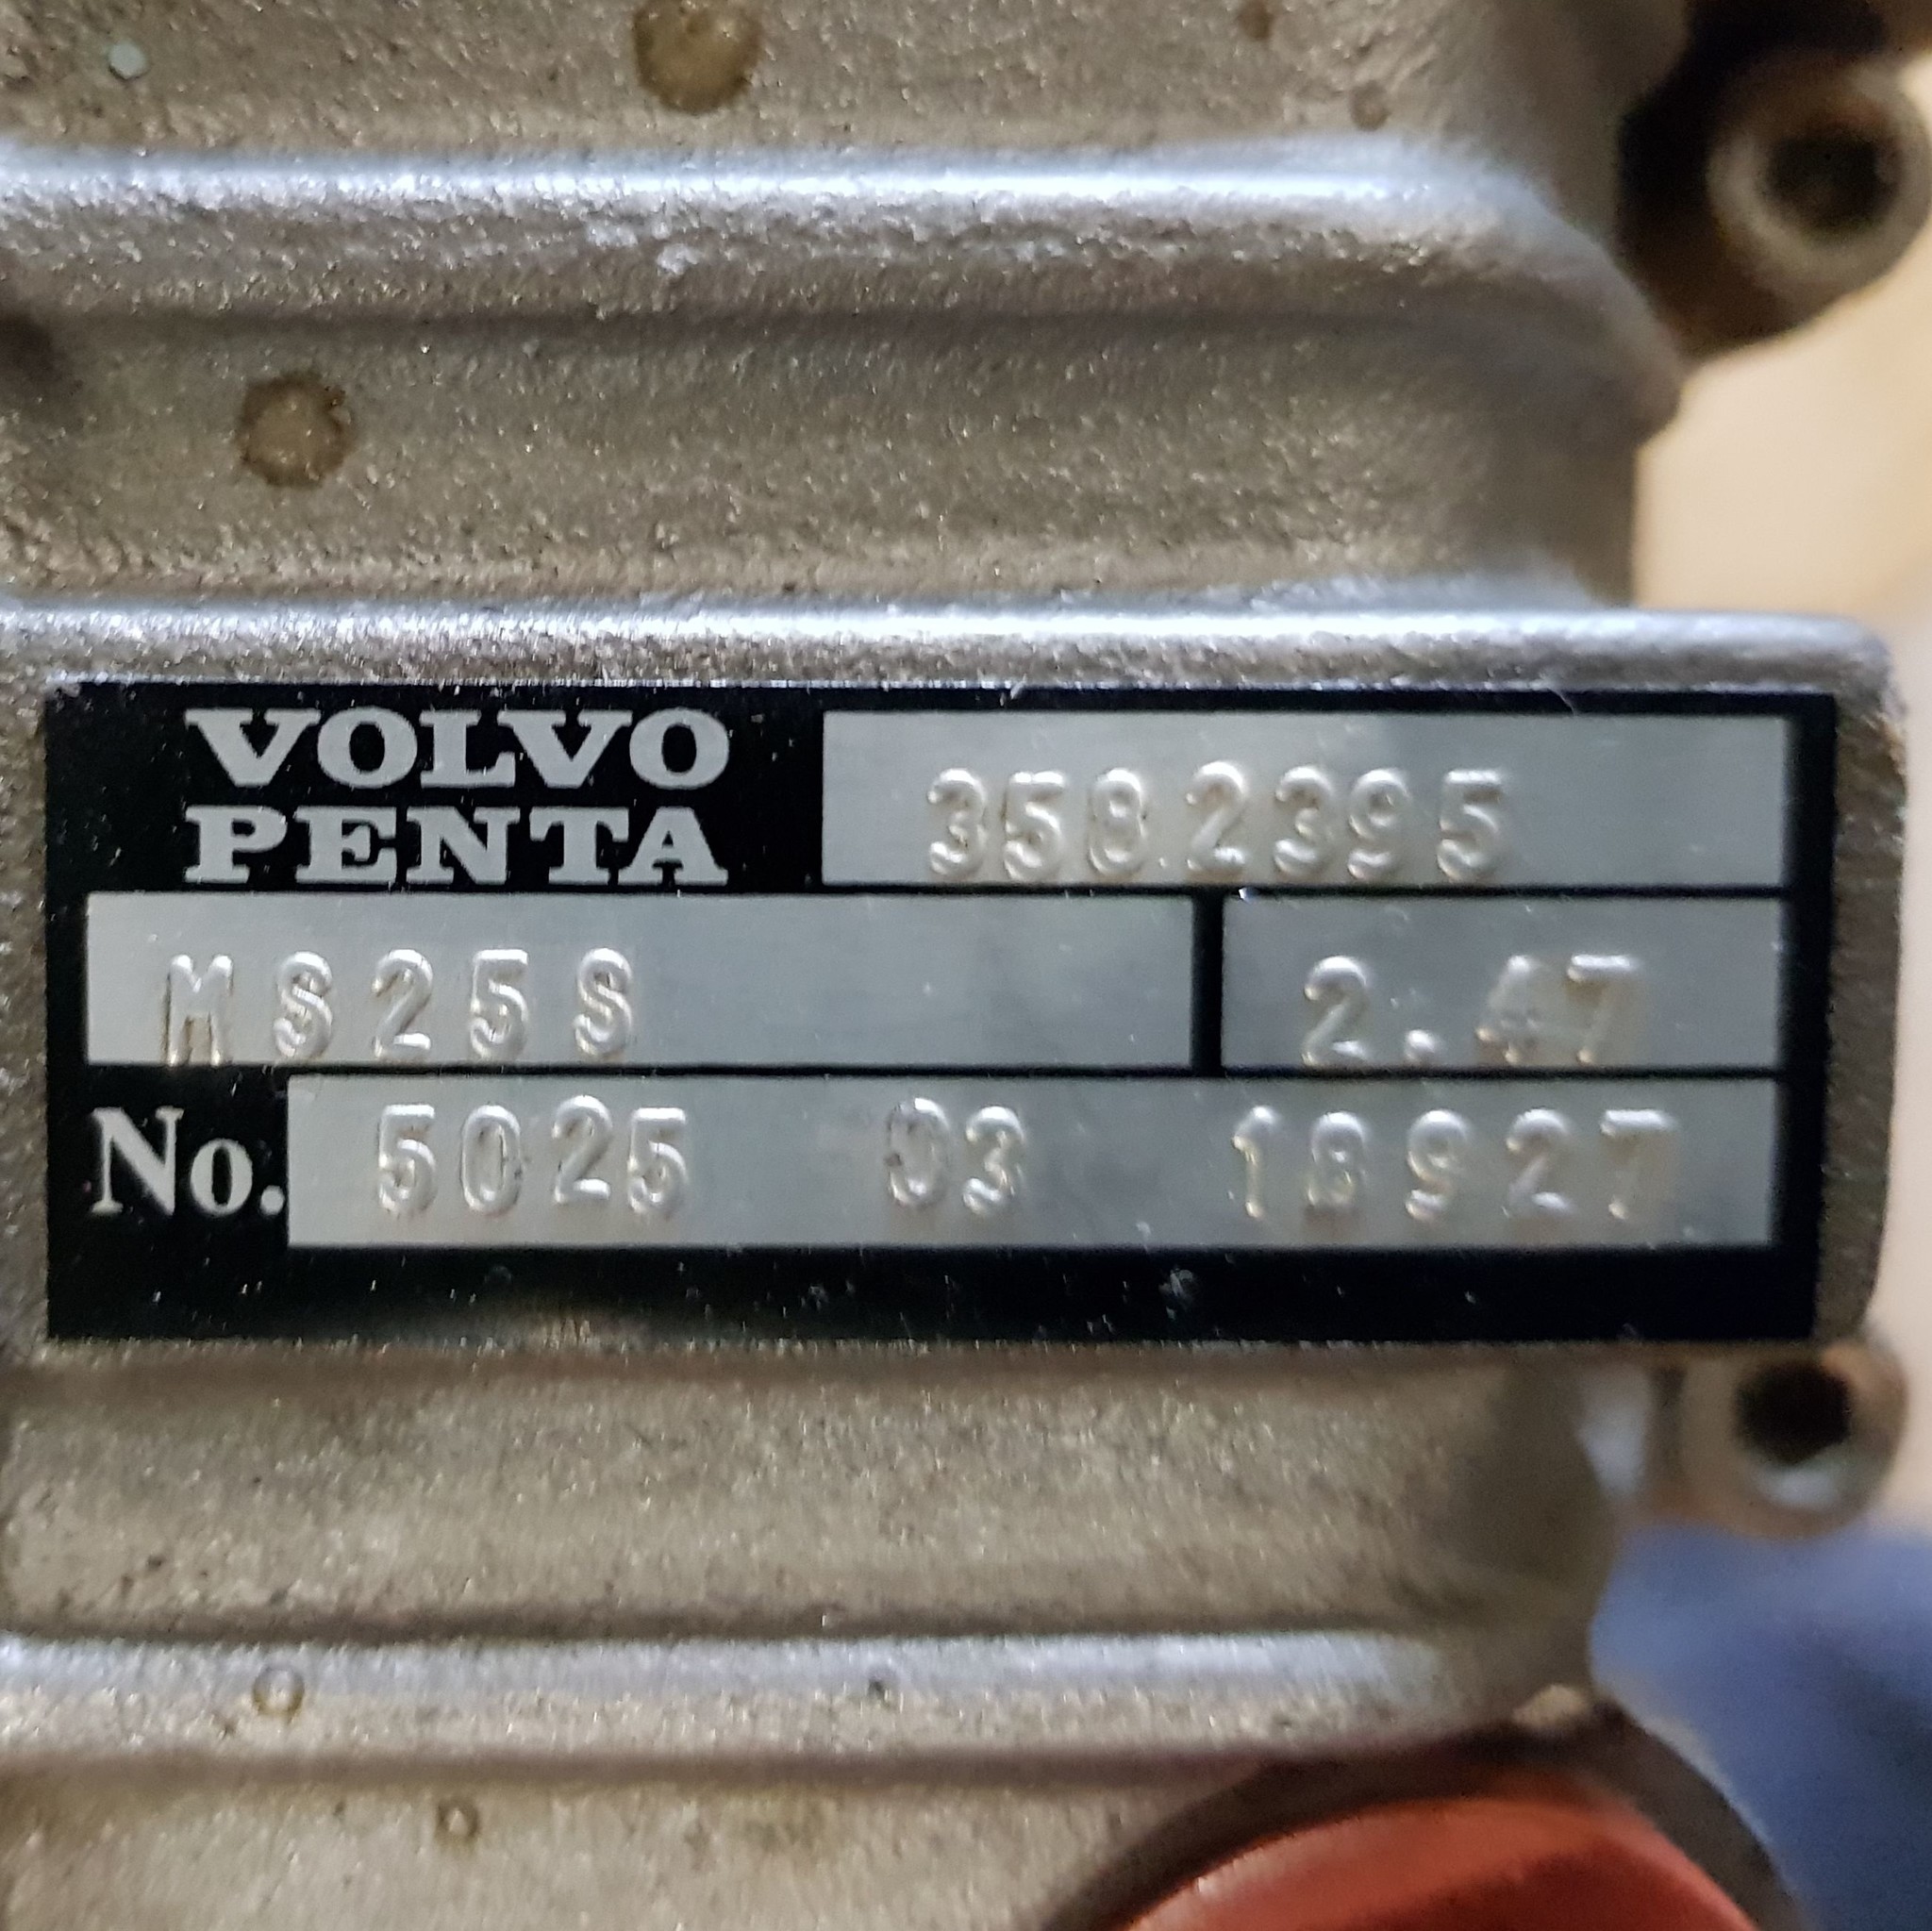 VOLVO
PENTA
3582395
MS25S
2.47
No. 5025 03 18927